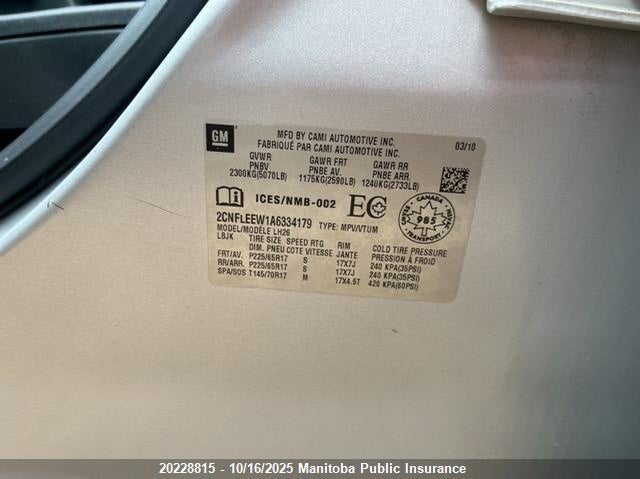 GM
MFD BY CAMI AUTOMOTIVE INC.
FABRIQUÉ PAR CAMI AUTOMOTIVE INC.
03/10
GVWR GAWR FRT GAWR RR
PNBV PNBE AV. PNBE ARR.
2300KG(5070LB) 1175KG(2590LB) 1240KG(2733LB)
ICES/NMB-002 EC
CANADA
985
2CNFLEEW1A6334179 TYPE: MPV/VTUM
MODEL/MODÈLE LH26
LBJK TIRE SIZE SPEED RTG RIM COLD TIRE PRESSURE
DIM. PNEU COTE VITESSE JANTE PRESSION À FROID
FRT/AV. P225/65R17 S 17X7J 240 KPA(35PSI)
RR/ARR. P225/65R17 S 17X7J 240 KPA(35PSI)
SPA/SOS T145/70R17 M 17X4.5T 420 KPA(60PSI)
20228815 - 10/16/2025 Manitoba Public Insurance